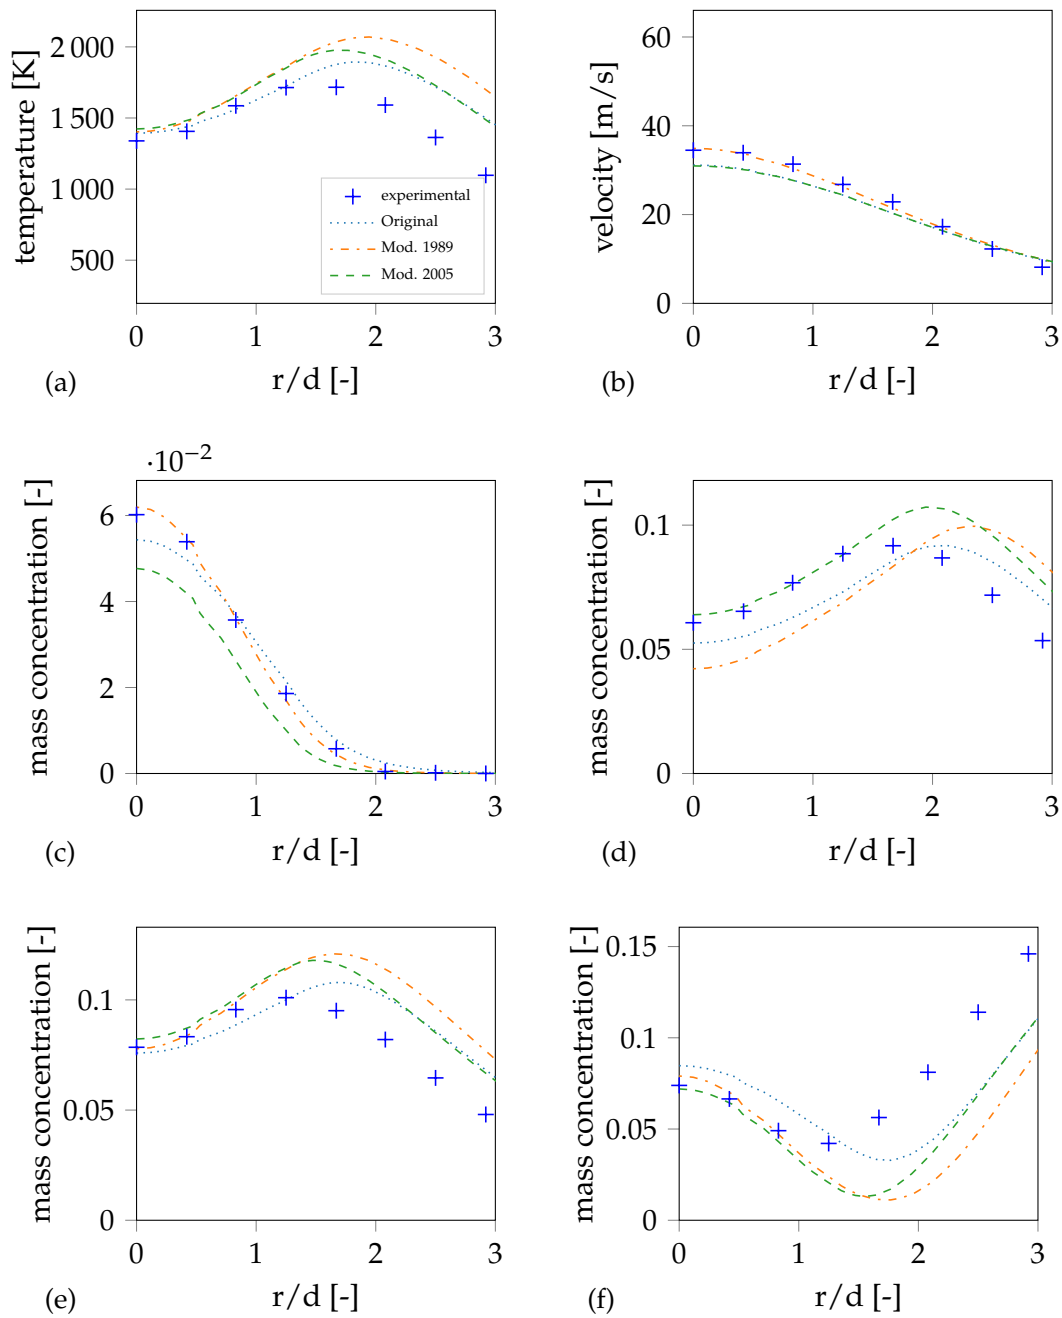 temperature [K]
2 000
1 500
1 000
500
0
1
2
3
r/d [-]
(a)
experimental
Original
Mod. 1989
Mod. 2005
velocity [m/s]
60
40
20
0
0
1
2
3
r/d [-]
(b)
·10−2
mass concentration [-]
6
4
2
0
0
1
2
3
r/d [-]
(c)
mass concentration [-]
0.1
0.05
0
0
1
2
3
r/d [-]
(d)
mass concentration [-]
0.1
0.05
0
0
1
2
3
r/d [-]
(e)
mass concentration [-]
0.15
0.1
0.05
0
0
1
2
3
r/d [-]
(f)